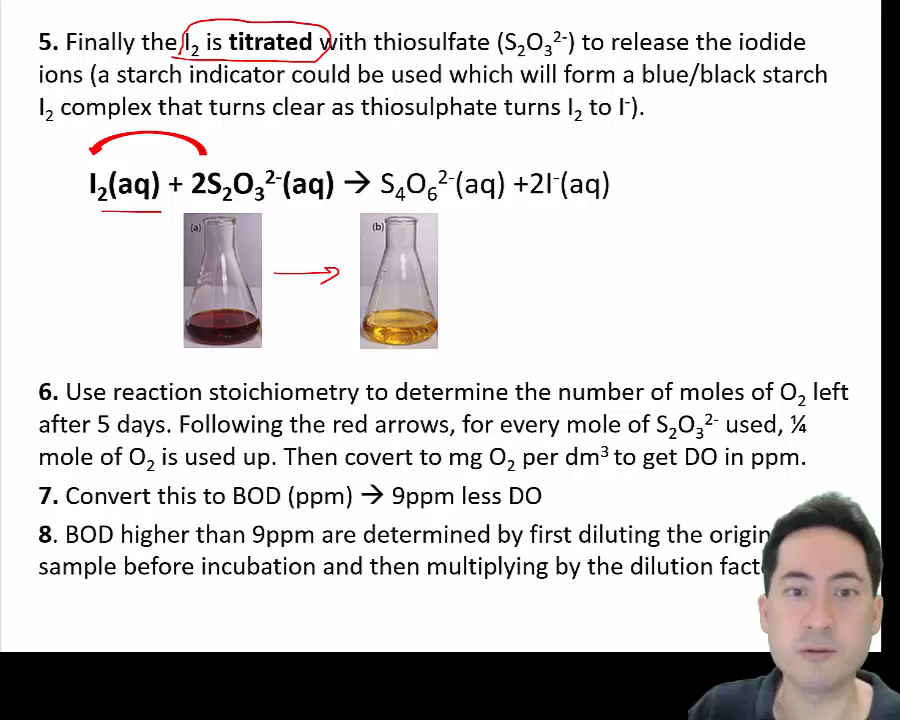 5. Finally the I₂ is titrated with thiosulfate (S₂O₃²⁻) to release the iodide
ions (a starch indicator could be used which will form a blue/black starch
I₂ complex that turns clear as thiosulphate turns I₂ to I⁻).
I₂(aq) + 2S₂O₃²⁻(aq) → S₄O₆²⁻(aq) +2I⁻(aq)
(a) (b)
6. Use reaction stoichiometry to determine the number of moles of O₂ left
after 5 days. Following the red arrows, for every mole of S₂O₃²⁻ used, ¼
mole of O₂ is used up. Then covert to mg O₂ per dm³ to get DO in ppm.
7. Convert this to BOD (ppm) → 9ppm less DO
8. BOD higher than 9ppm are determined by first diluting the origin
sample before incubation and then multiplying by the dilution fact